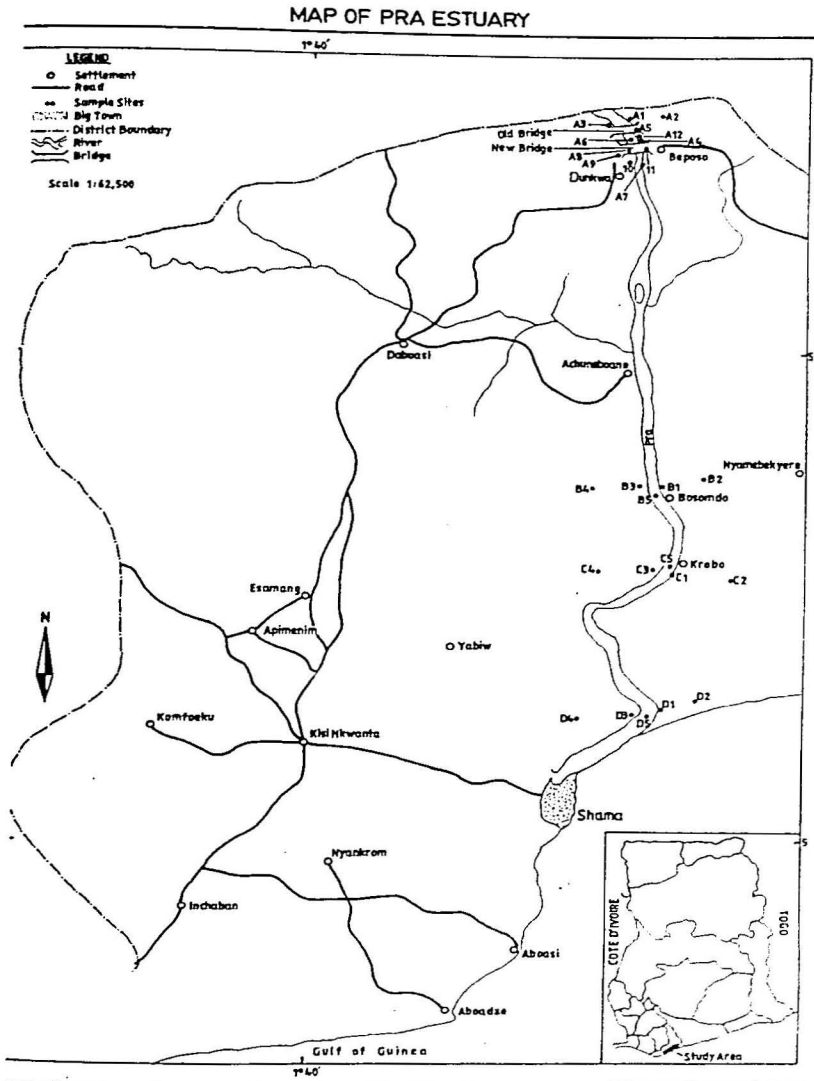 MAP OF PRA ESTUARY
1°40′
LEGEND
Settlement
Road
Sample Sites
Big Town
District Boundary
River
Bridge
Scale 1:62,500
A1
A2
A3
A5
Old Bridge
A12
A6
A5
New Bridge
Beposo
A8
A9
10
11
Dunkwa
A7
Daboasi
5
Pra
Nyamebekyere
B2
B4
B3
B1
B5
Bosomdo
C5
Krobo
C4
C3
C1
C2
Esamang
N
Apimenim
Yabiw
D1
D2
Komfoeku
D4
D3
D5
Kisi Nkwanta
Shama
5
Nyankrom
COTE D'IVOIRE
TOGO
Inchaban
Aboasi
Aboadze
Gulf of Guinea
Study Area
1°40′